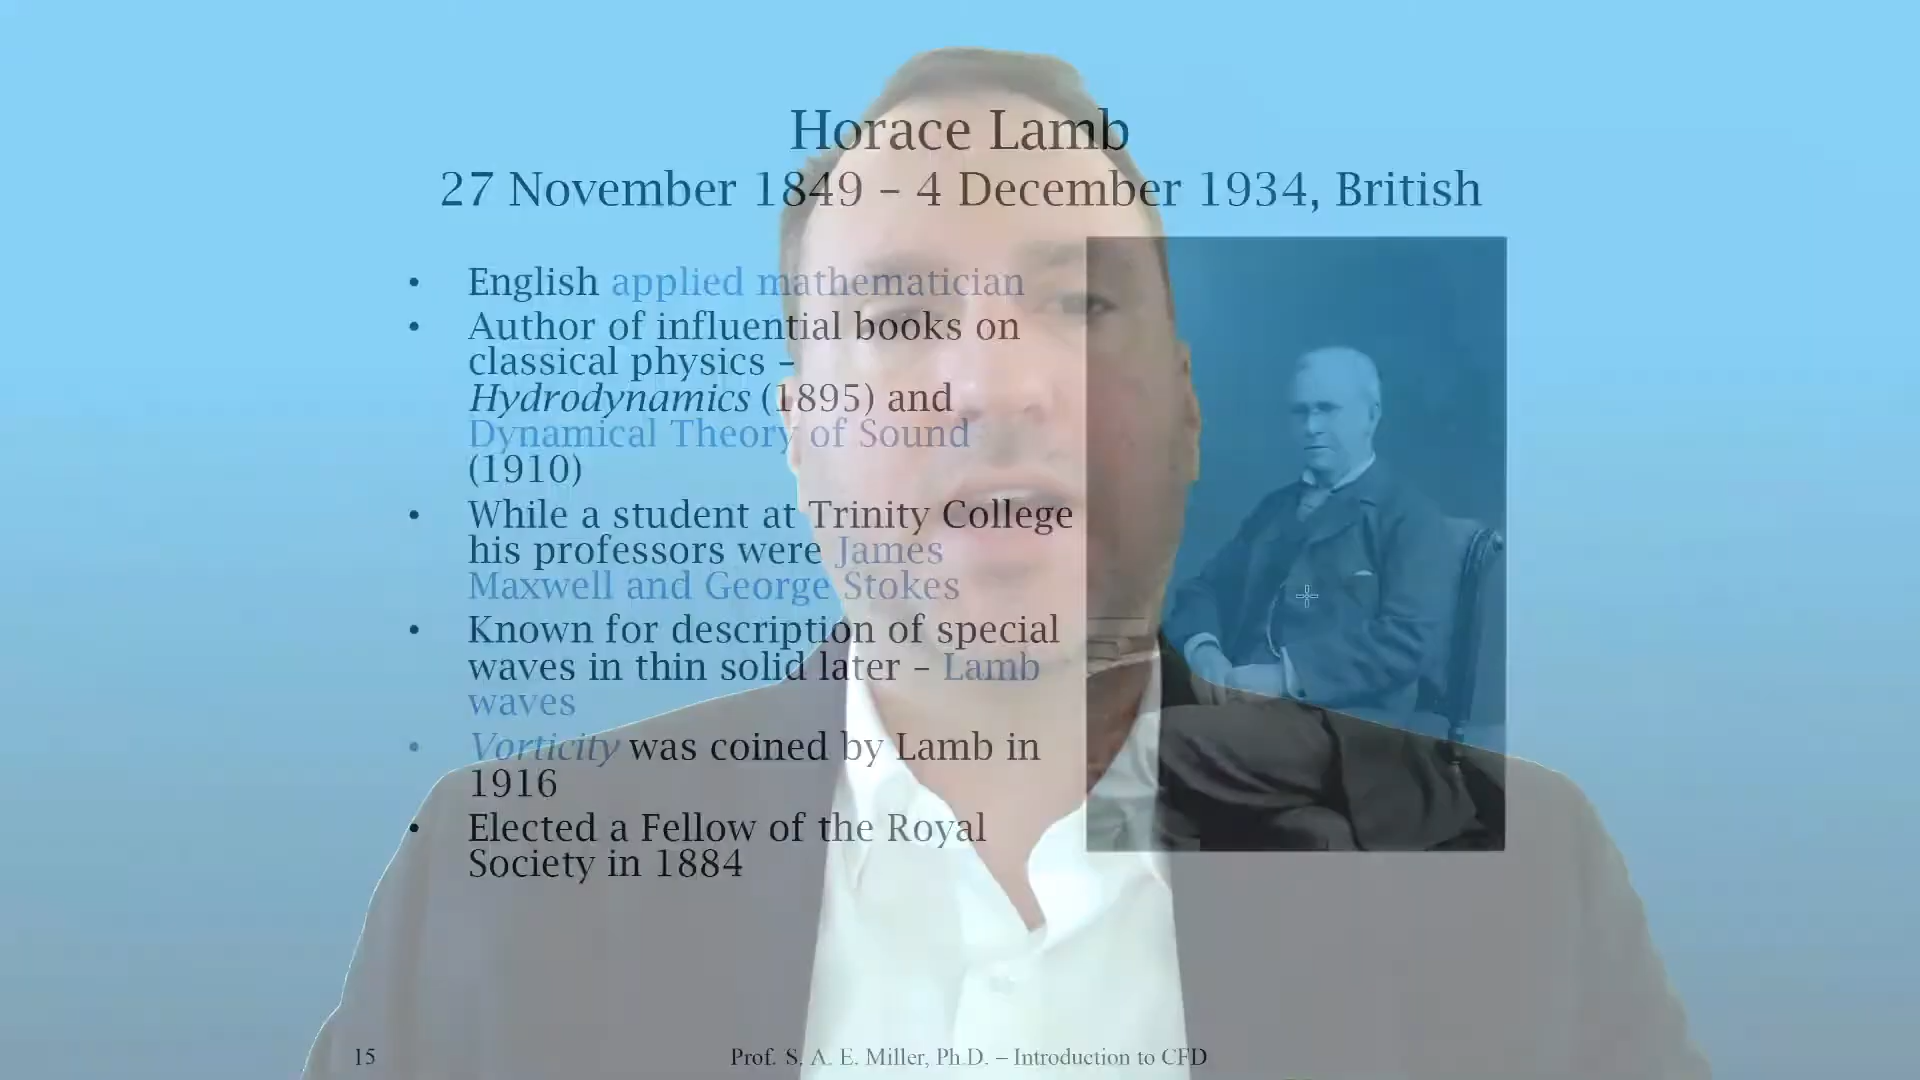 Horace Lamb
27 November 1849 – 4 December 1934, British
• English applied mathematician
• Author of influential books on
classical physics –
Hydrodynamics (1895) and
Dynamical Theory of Sound
(1910)
• While a student at Trinity College
his professors were James
Maxwell and George Stokes
• Known for description of special
waves in thin solid later – Lamb
waves
• Vorticity was coined by Lamb in
1916
• Elected a Fellow of the Royal
Society in 1884
15
Prof. S. A. E. Miller, Ph.D. – Introduction to CFD